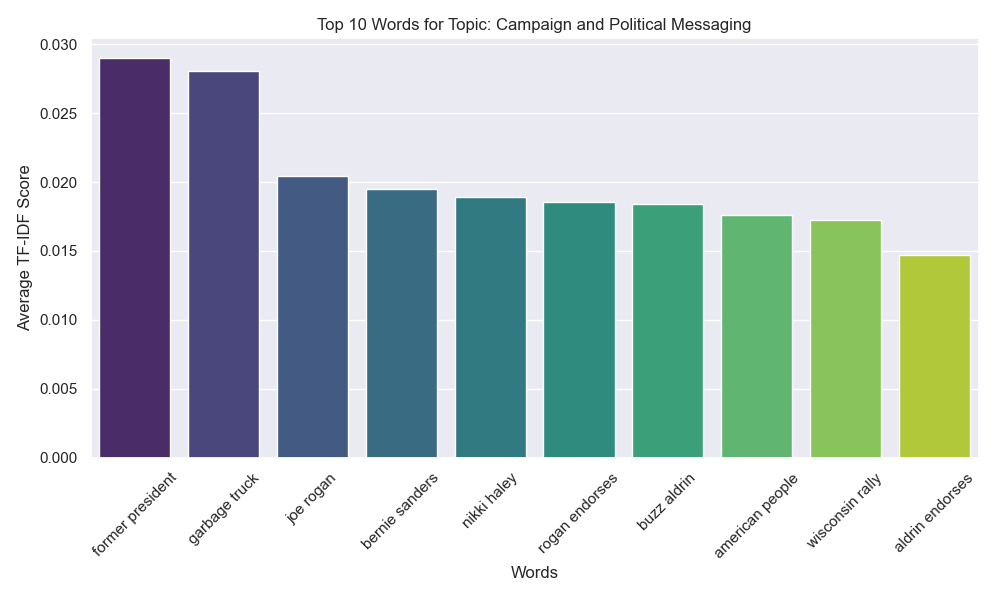 Top 10 Words for Topic: Campaign and Political Messaging
Average TF-IDF Score
0.030
0.025
0.020
0.015
0.010
0.005
0.000
former president
garbage truck
joe rogan
bernie sanders
nikki haley
rogan endorses
buzz aldrin
american people
wisconsin rally
aldrin endorses
Words